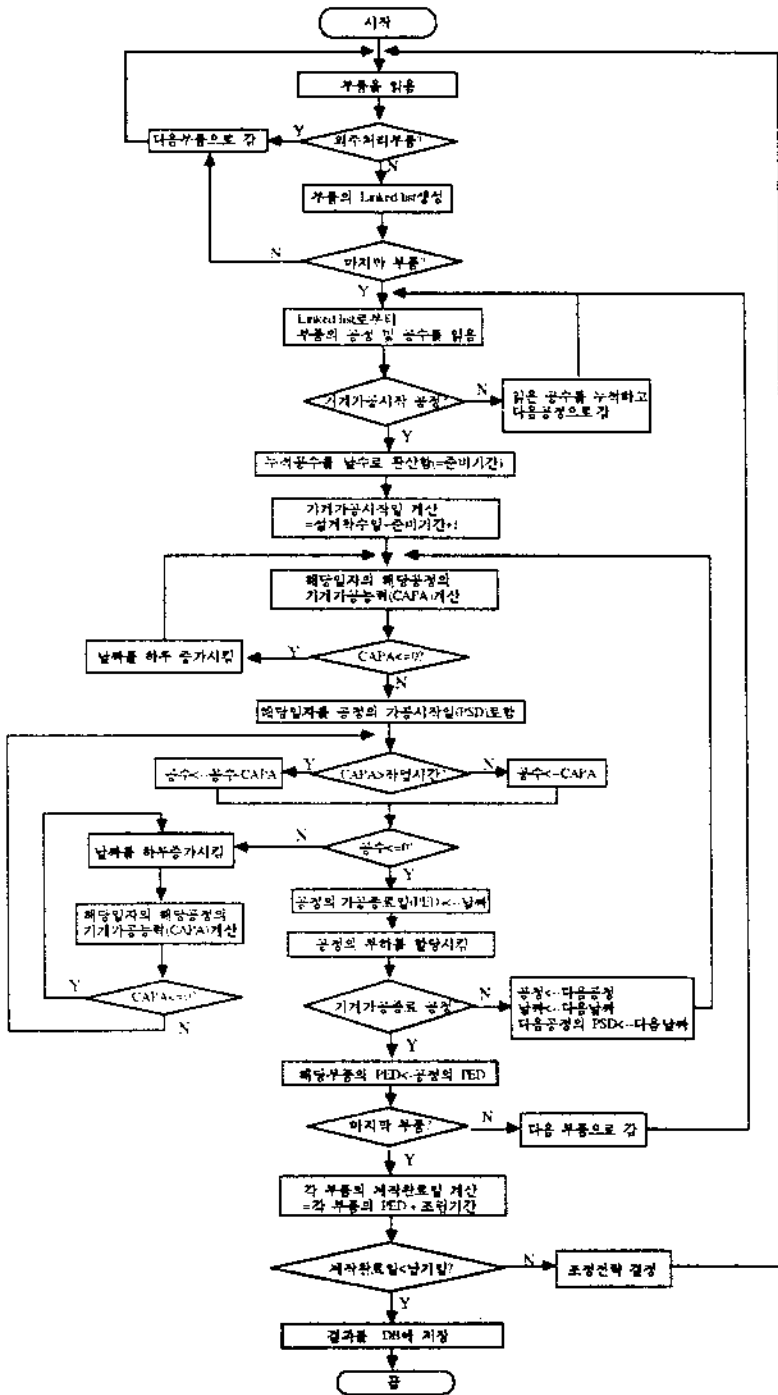 시작
부품을 읽음
외주처리부품?
Y
다음부품으로 감
N
부품의 Linked list생성
마지막 부품?
N
Y
Linked list로부터
부품의 공정 및 공수를 읽음
기계가공시작 공정?
N
읽은 공수를 누적하고
다음공정으로 감
Y
누적공수를 날수로 환산함(=준비기간)
기계가공시작일 계산
=설계착수일+준비기간+1
해당일자의 해당공정의
기계가공능력(CAPA)계산
CAPA<=0?
Y
날짜를 하루 증가시킴
N
해당일자를 공정의 가공시작일(PSD)로함
CAPA>작업시간?
Y
공수<--공수-CAPA
N
공수<--CAPA
공수<=0?
N
날짜를 하루증가시킴
Y
해당일자의 해당공정의
기계가공능력(CAPA)계산
CAPA<=0?
Y
N
공정의 가공종료일(PED)<--날짜
공정의 부하를 할당시킴
기계가공종료 공정?
N
공정<--다음공정
날짜<--다음날짜
다음공정의 PSD<--다음날짜
Y
해당부품의 PED<-공정의 PED
마지막 부품?
N
다음 부품으로 감
Y
각 부품의 제작완료일 계산
=각 부품의 PED + 조립기간
제작완료일<납기일?
N
조정전략 결정
Y
결과를 DB에 저장
끝